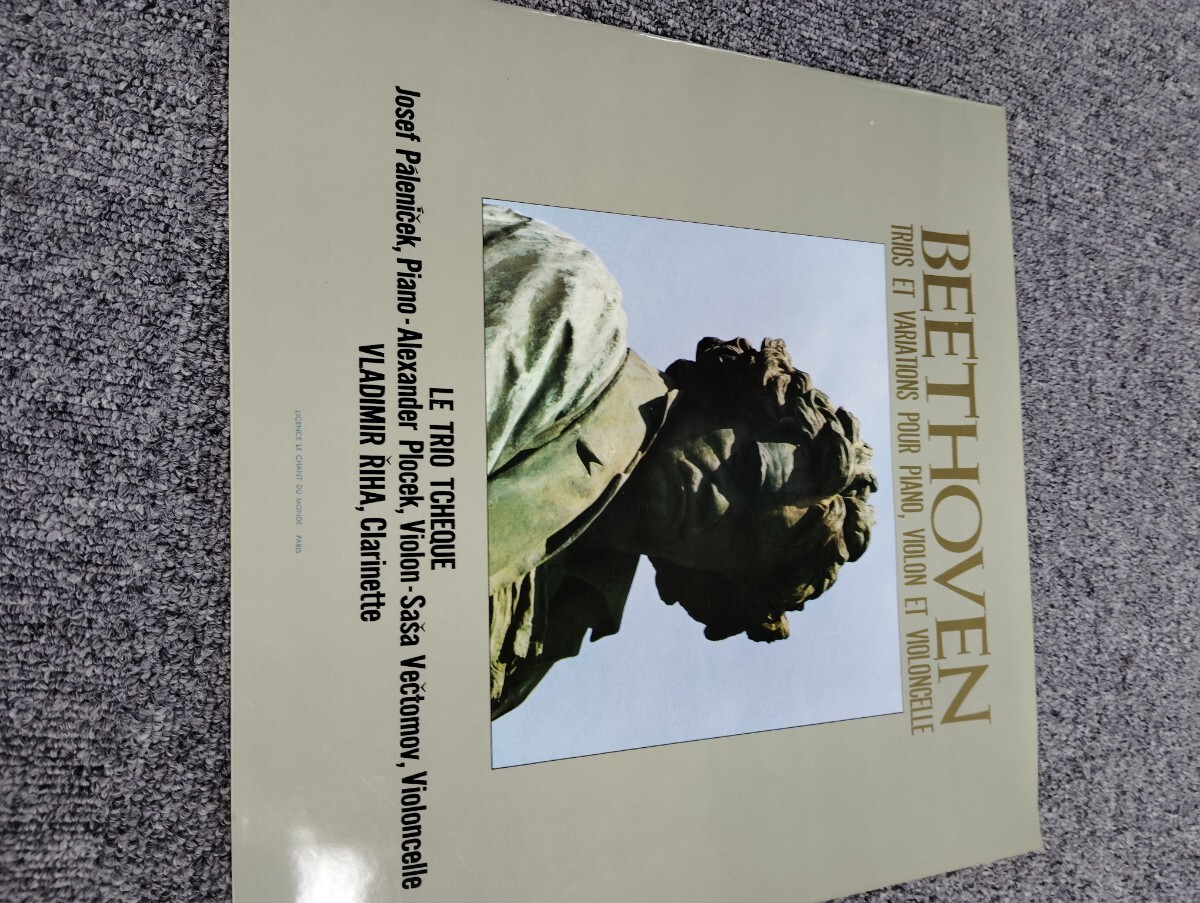 BEETHOVEN
TRIOS ET VARIATIONS POUR PIANO, VIOLON ET VIOLONCELLE
LE TRIO TCHEQUE
Josef Páleníček, Piano - Alexander Plocek, Violon - Saša Večtomov, Violoncelle
VLADIMIR ŘIHA, Clarinette
LICENCE LE CHANT DU MONDE PARIS